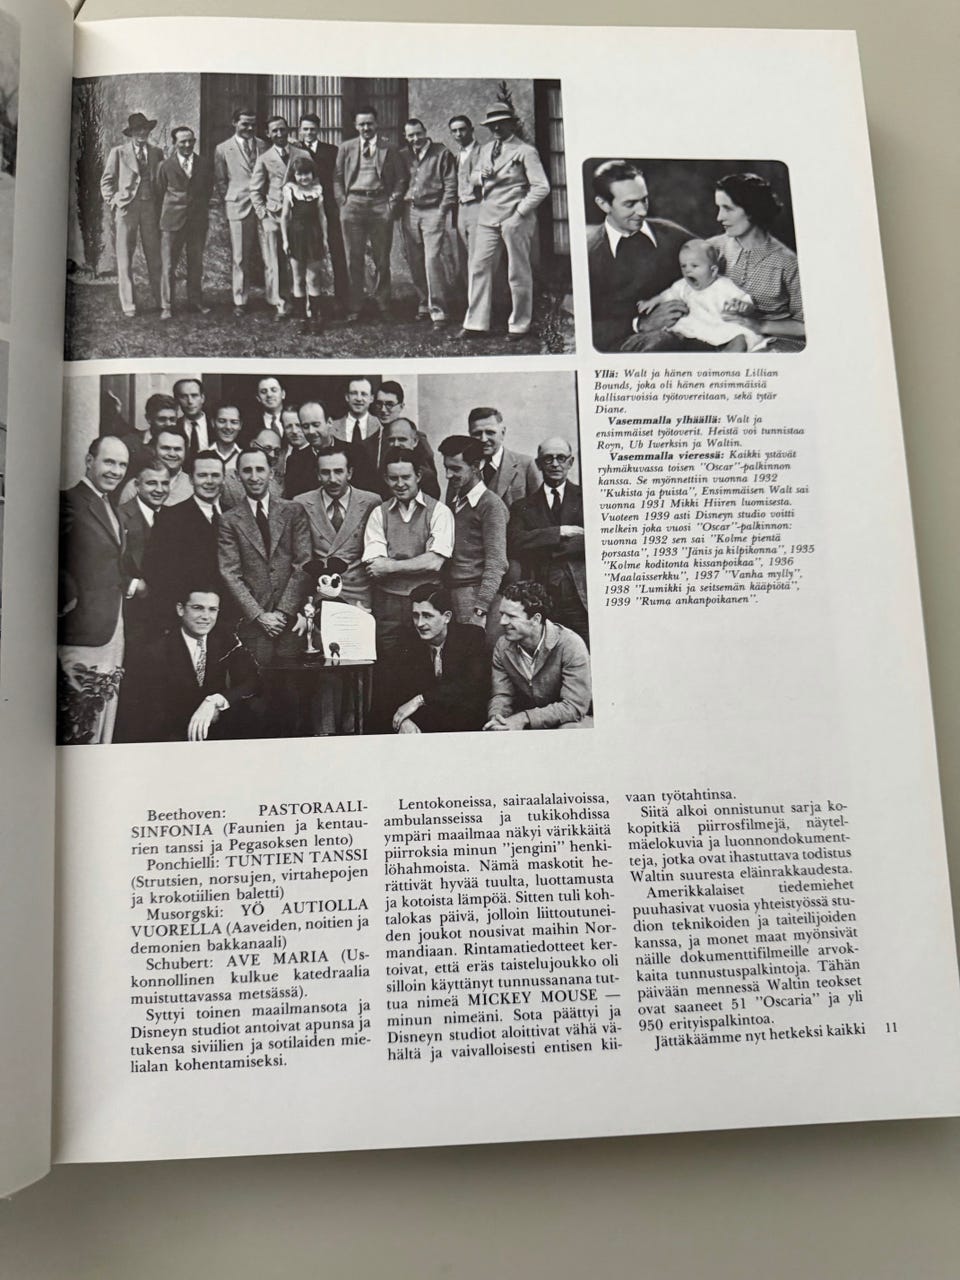 Yllä: Walt ja hänen vaimonsa Lillian
Bounds, joka oli hänen ensimmäisiä
kallisarvoisia työtovereitaan, sekä tytär
Diane.
Vasemmalla ylhäällä: Walt ja
ensimmäiset työtoverit. Heistä voi tunnistaa
Royn, Ub Iwerksin ja Waltin.
Vasemmalla vieressä: Kaikki ystävät
ryhmäkuvassa toisen "Oscar"-palkinnon
kanssa. Se myönnettiin vuonna 1932
"Kukista ja puista", Ensimmäisen Walt sai
vuonna 1931 Mikki Hiiren luomisesta.
Vuoteen 1939 asti Disneyn studio voitti
melkein joka vuosi "Oscar"-palkinnon:
vuonna 1932 sen sai "Kolme pientä
porsasta", 1933 "Jänis ja kilpikonna", 1935
"Kolme koditonta kissanpoikaa", 1936
"Maalaisserkku", 1937 "Vanha mylly",
1938 "Lumikki ja seitsemän kääpiötä",
1939 "Ruma ankanpoikanen".
Beethoven: PASTORAALI-
SINFONIA (Faunien ja kentau-
rien tanssi ja Pegasoksen lento)
Ponchielli: TUNTIEN TANSSI
(Strutsien, norsujen, virtahepojen
ja krokotiilien baletti)
Musorgski: YÖ AUTIOLLA
VUORELLA (Aaveiden, noitien ja
demonien bakkanaali)
Schubert: AVE MARIA (Us-
konnollinen kulkue katedraalia
muistuttavassa metsässä).
Syttyi toinen maailmansota ja
Disneyn studiot antoivat apunsa ja
tukensa siviilien ja sotilaiden mie-
lialan kohentamiseksi.
Lentokoneissa, sairaalalaivoissa,
ambulansseissa ja tukikohdissa
ympäri maailmaa näkyi värikkäitä
piirroksia minun "jengini" henki-
löhahmoista. Nämä maskotit he-
rättivät hyvää tuulta, luottamusta
ja kotoista lämpöä. Sitten tuli koh-
talokas päivä, jolloin liittoutunei-
den joukot nousivat maihin Nor-
mandiaan. Rintamatiedotteet ker-
toivat, että eräs taistelujoukko oli
silloin käyttänyt tunnussanana tut-
tua nimeä MICKEY MOUSE —
minun nimeäni. Sota päättyi ja
Disneyn studiot aloittivat vähä vä-
hältä ja vaivalloisesti entisen kii-
vaan työtahtinsa.
Siitä alkoi onnistunut sarja ko-
kopitkiä piirrosfilmejä, näytel-
mäelokuvia ja luonnondokument-
teja, jotka ovat ihastuttava todistus
Waltin suuresta eläinrakkaudesta.
Amerikkalaiset tiedemiehet
puuhasivat vuosia yhteistyössä stu-
dion teknikoiden ja taiteilijoiden
kanssa, ja monet maat myönsivät
näille dokumenttifilmeille arvok-
kaita tunnustuspalkintoja. Tähän
päivään mennessä Waltin teokset
ovat saaneet 51 "Oscaria" ja yli
950 erityispalkintoa.
Jättäkäämme nyt hetkeksi kaikki
11